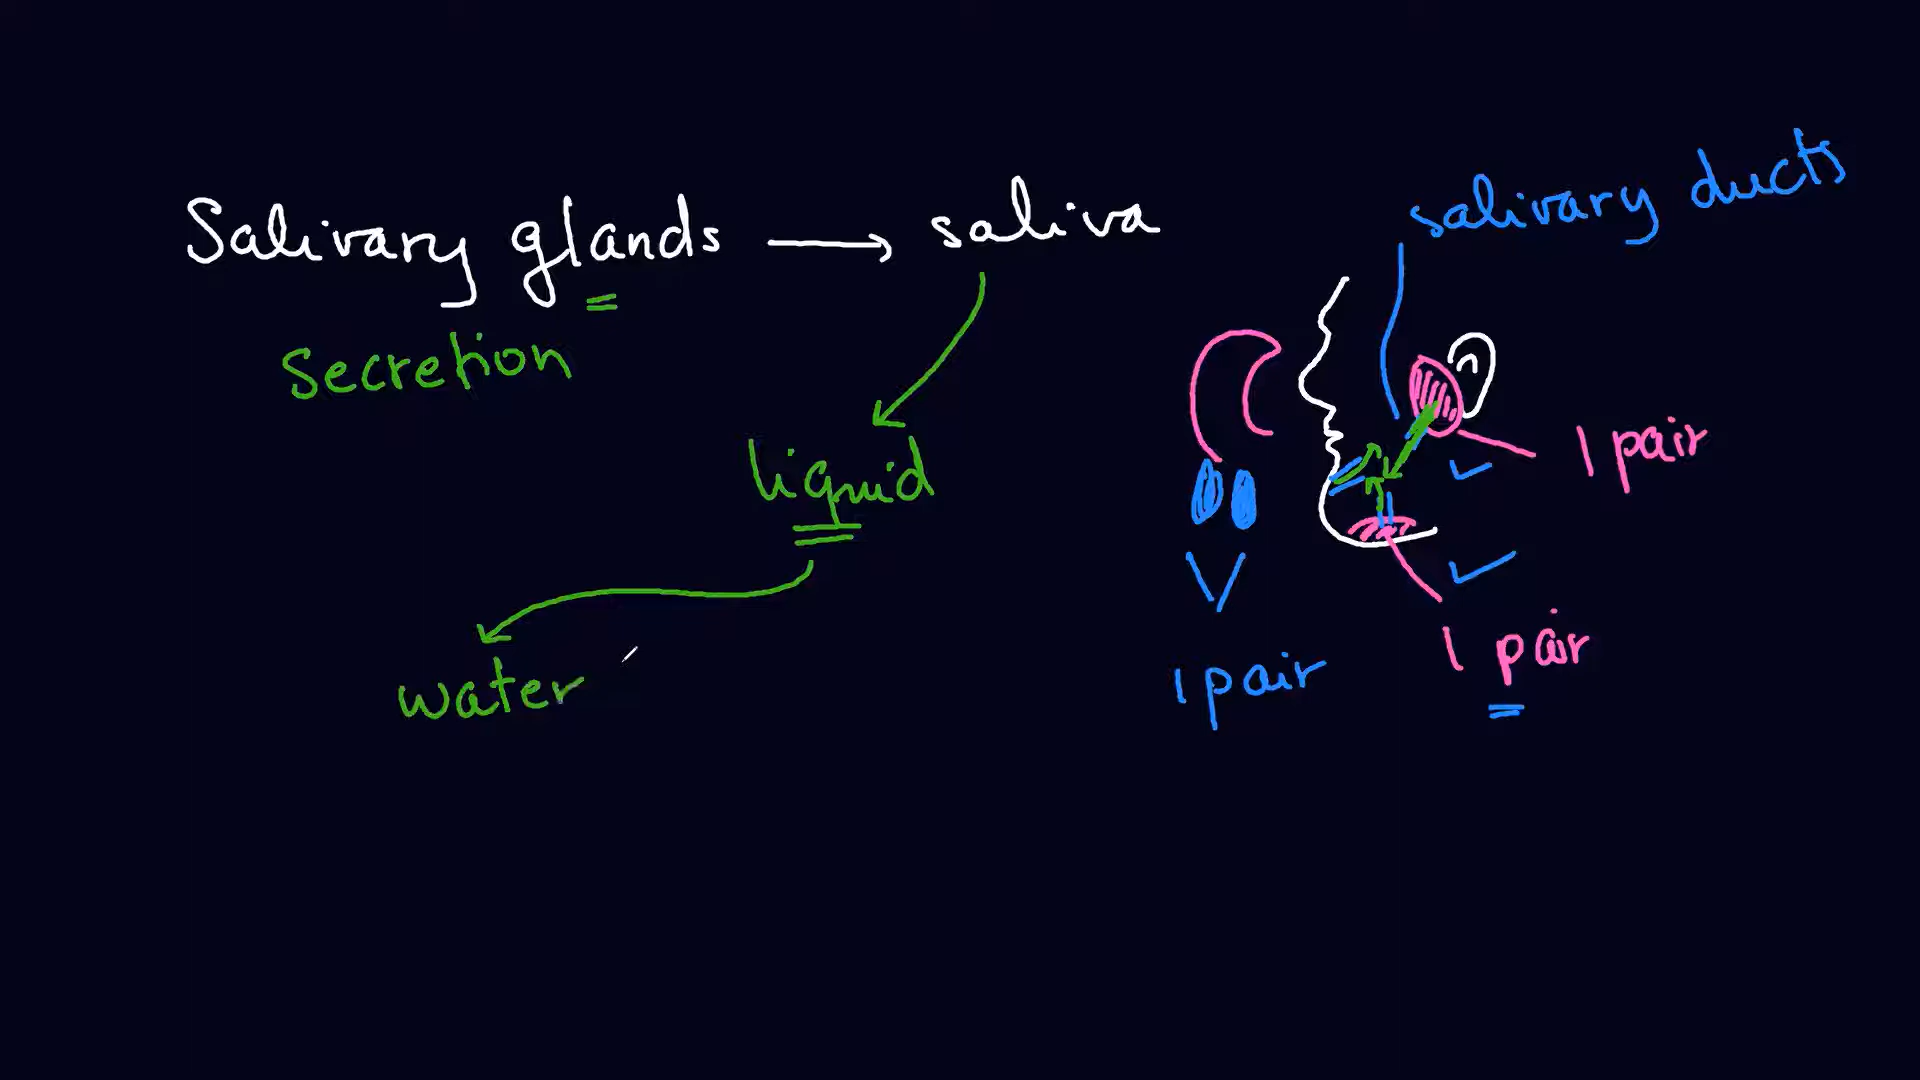 Salivary glands → saliva
secretion
liquid
water
salivary ducts
1 pair
1 pair
1 pair